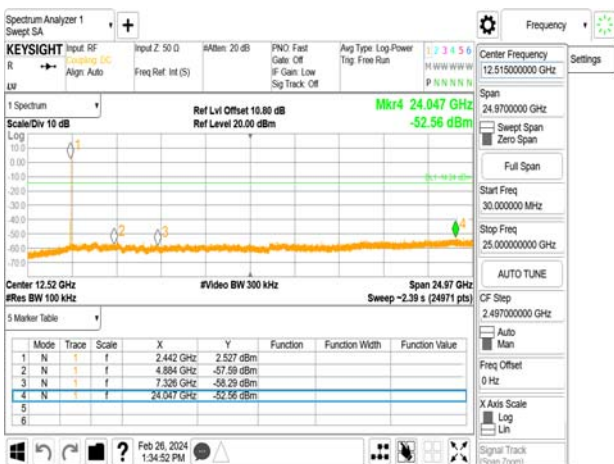 Spectrum Analyzer 1
Swept SA
+
Frequency
KEYSIGHT
R
Input: RF
Coupling: DC
Align: Auto
Input Z: 50 Ω
Freq Ref: Int (S)
#Atten: 20 dB
PNO: Fast
Gate: Off
IF Gain: Low
Sig Track: Off
Avg Type: Log-Power
Trig: Free Run
1 2 3 4 5 6
M W W W W W
P N N N N N
1 Spectrum
Scale/Div 10 dB
Ref Lvl Offset 10.80 dB
Ref Level 20.00 dBm
Mkr4 24.047 GHz
-52.56 dBm
Log
10.0
0.00
-10.0
-20.0
-30.0
-40.0
-50.0
-60.0
-70.0
1
2
3
4
Center 12.52 GHz
#Res BW 100 kHz
#Video BW 300 kHz
Span 24.97 GHz
Sweep ~2.39 s (24971 pts)
5 Marker Table
Mode Trace Scale X Y Function Function Width Function Value
1 N 1 f 2.442 GHz 2.527 dBm
2 N 1 f 4.884 GHz -57.59 dBm
3 N 1 f 7.326 GHz -58.29 dBm
4 N 1 f 24.047 GHz -52.56 dBm
5
6
?
Feb 26, 2024
1:34:52 PM
Center Frequency
12.515000000 GHz
Span
24.9700000 GHz
Swept Span
Zero Span
Full Span
Start Freq
30.000000 MHz
Stop Freq
25.000000000 GHz
AUTO TUNE
CF Step
2.497000000 GHz
Auto
Man
Freq Offset
0 Hz
X Axis Scale
Log
Lin
Signal Track
(Span Zoom)
Settings